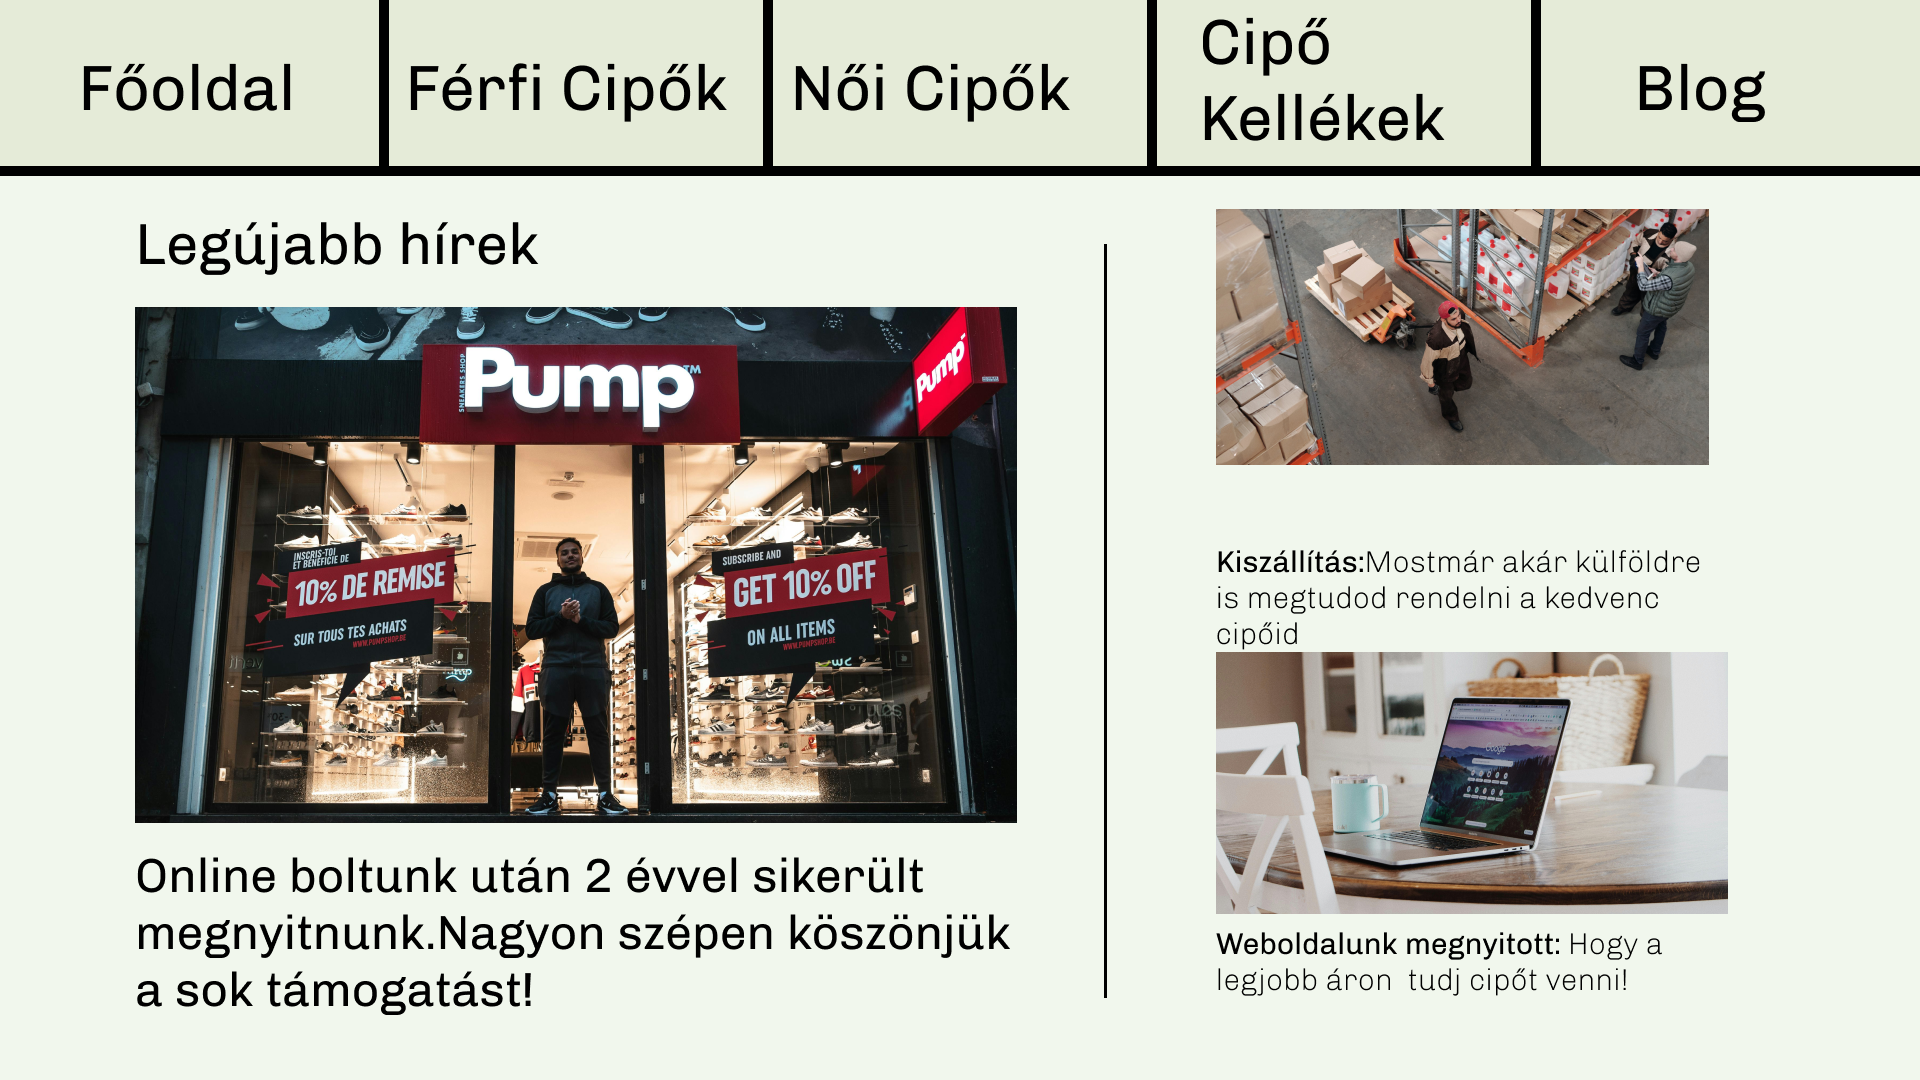 Főoldal
Férfi Cipők
Női Cipők
Cipő
Kellékek
Blog
Legújabb hírek
SNEAKERS SHOP
Pump™
Pump
INSCRIS-TOI
ET BÉNÉFICIE DE
10% DE REMISE
SUR TOUS TES ACHATS
WWW.PUMPSHOP.BE
SUBSCRIBE AND
GET 10% OFF
ON ALL ITEMS
WWW.PUMPSHOP.BE
Online boltunk után 2 évvel sikerült
megnyitnunk.Nagyon szépen köszönjük
a sok támogatást!
Kiszállítás:Mostmár akár külföldre
is megtudod rendelni a kedvenc
cipőid
Google
Weboldalunk megnyitott: Hogy a
legjobb áron  tudj cipőt venni!